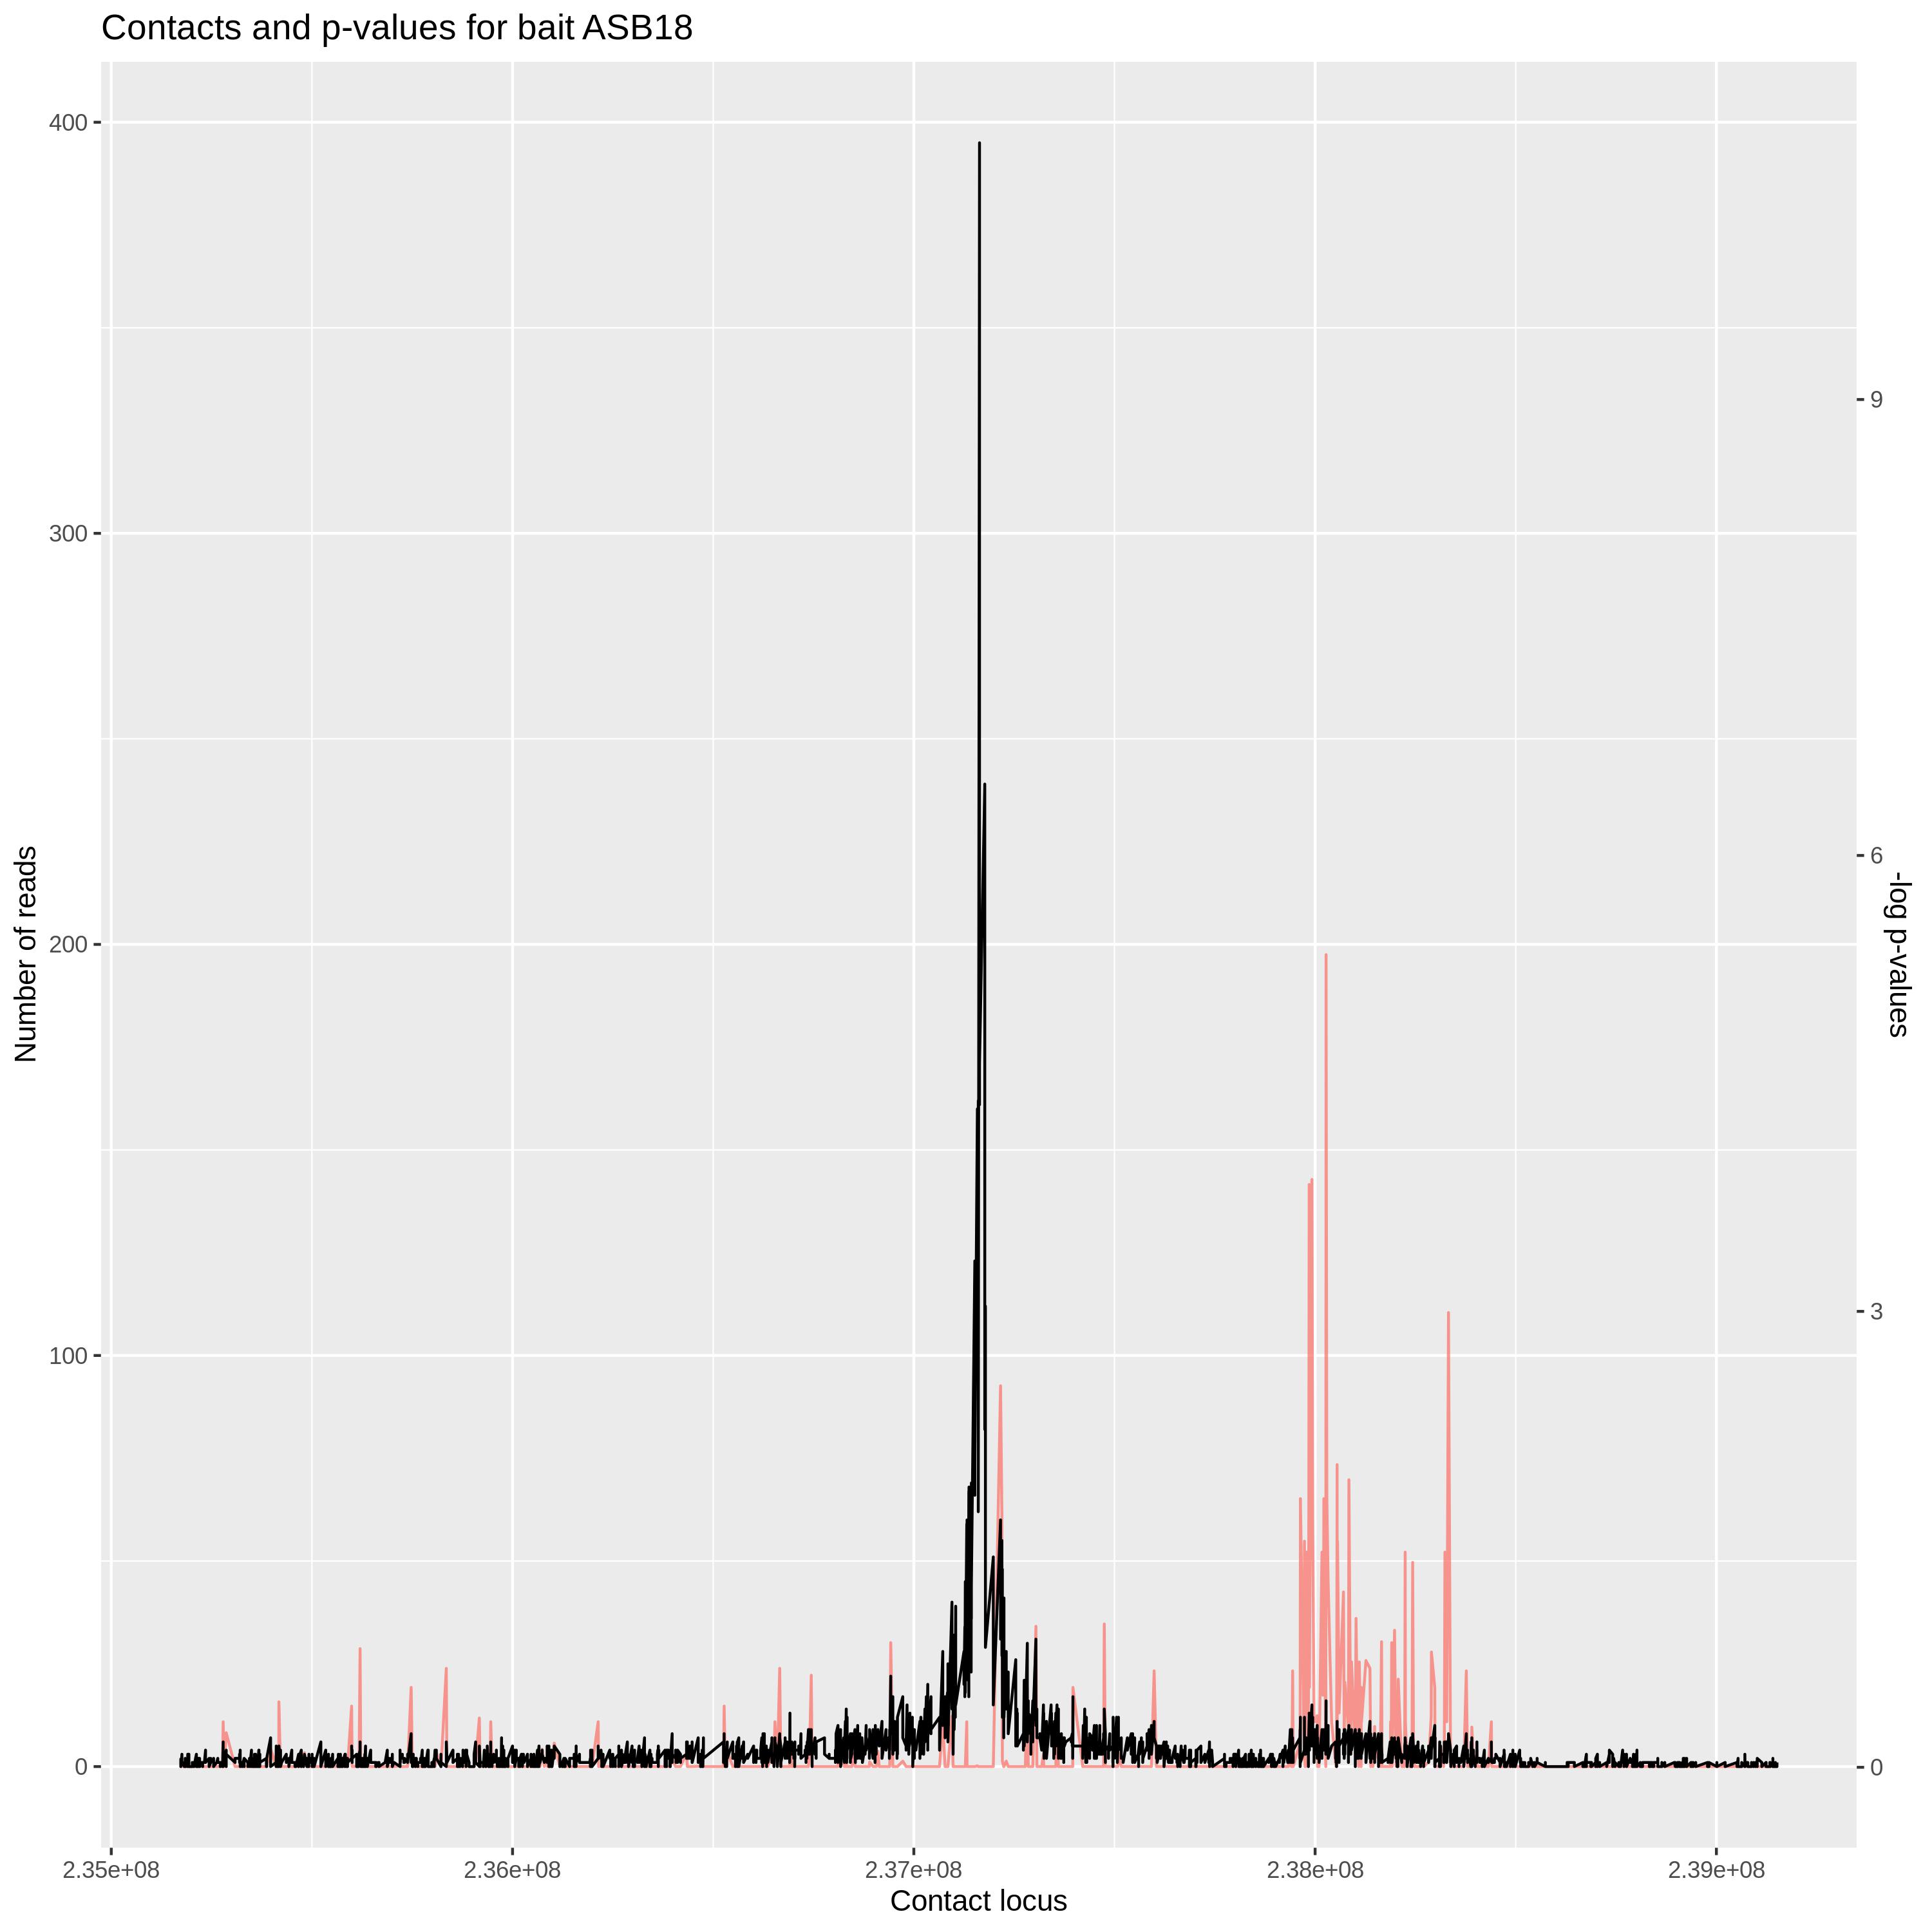 Contacts and p-values for bait ASB18
400
300
200
100
0
Number of reads
9
6
3
0
-log p-values
2.35e+08
2.36e+08
2.37e+08
2.38e+08
2.39e+08
Contact locus